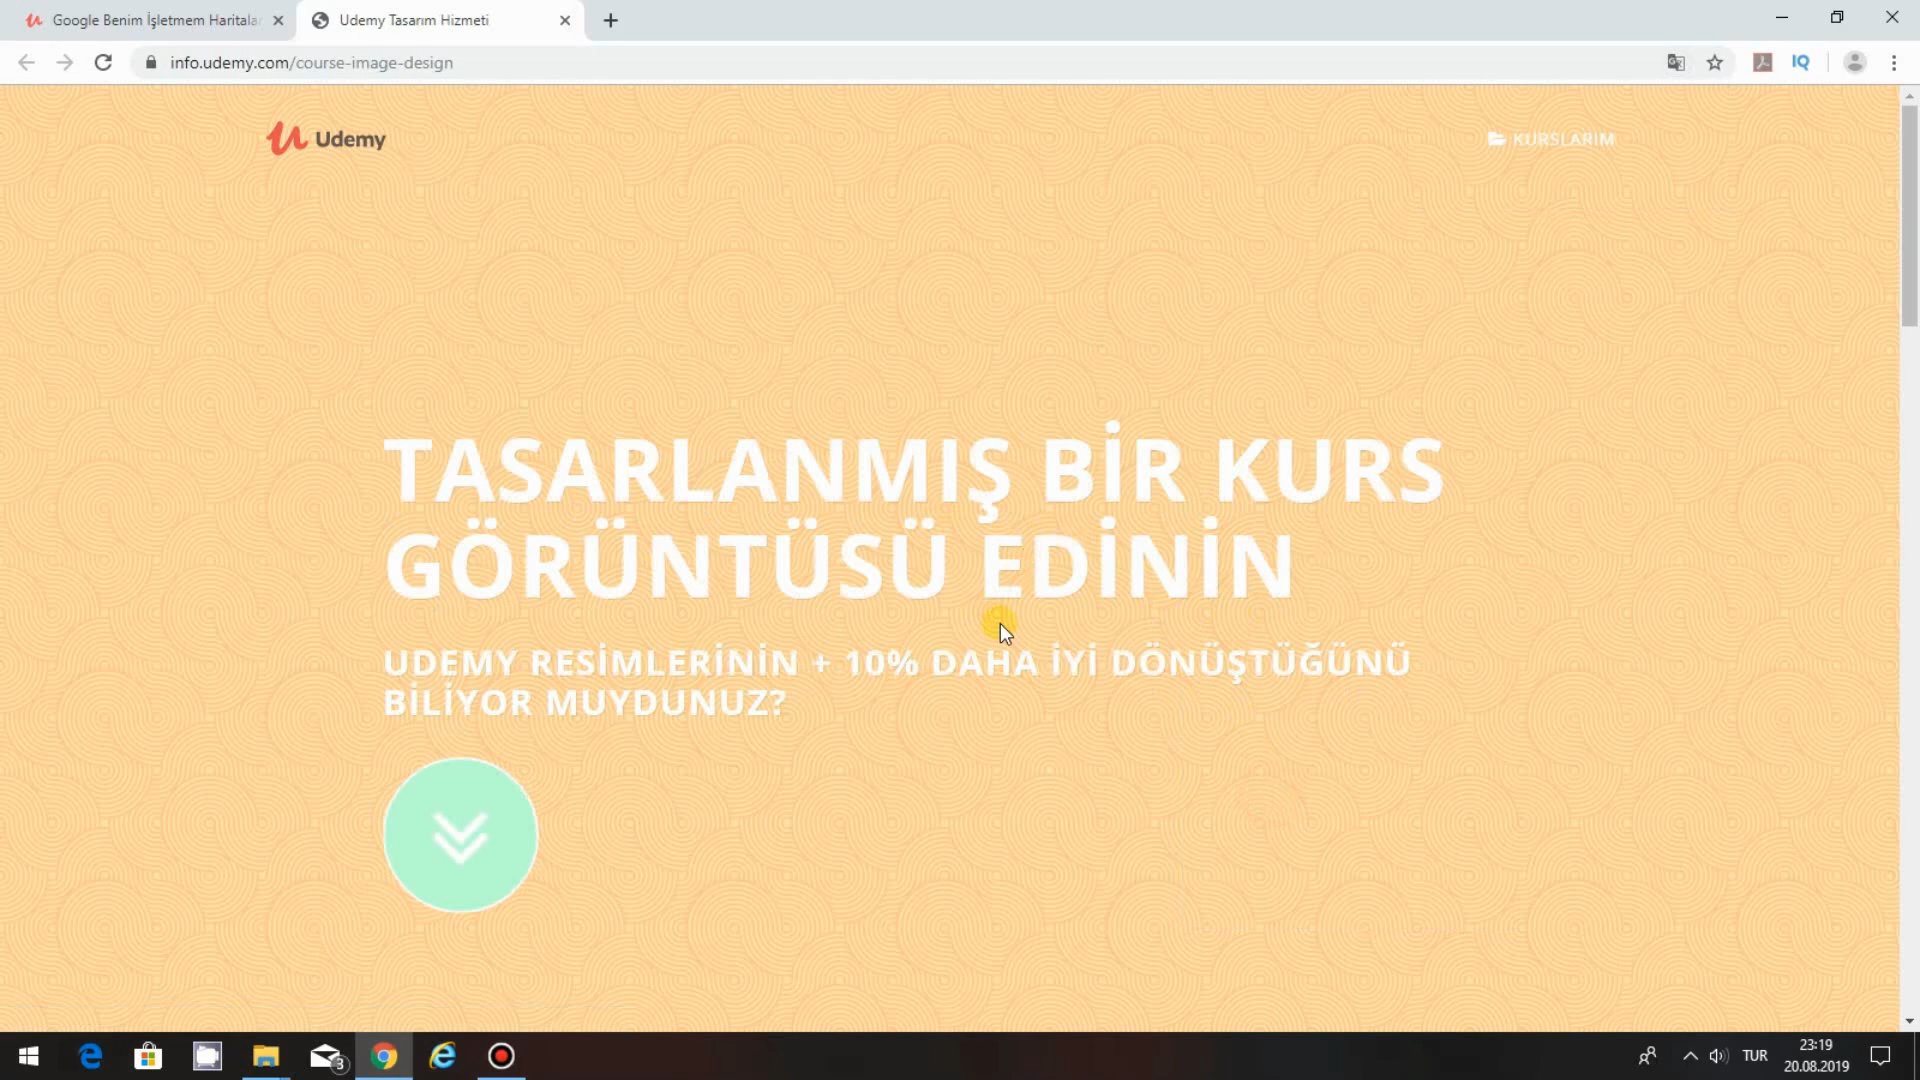 Google Benim İşletmem Haritalar
Udemy Tasarım Hizmeti
info.udemy.com/course-image-design
IQ
Udemy
KURSLARIM
TASARLANMIŞ BİR KURS
GÖRÜNTÜSÜ EDİNİN
UDEMY RESİMLERİNİN + 10% DAHA İYİ DÖNÜŞTÜĞÜNÜ
BİLİYOR MUYDUNUZ?
3
TUR
23:19
20.08.2019